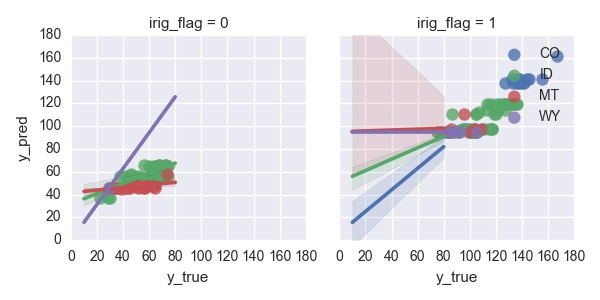 irig_flag = 0
irig_flag = 1
180
160
140
120
100
80
60
40
20
0
y_pred
CO
ID
MT
WY
0 20 40 60 80 100 120 140 160 180
0 20 40 60 80 100 120 140 160 180
y_true
y_true